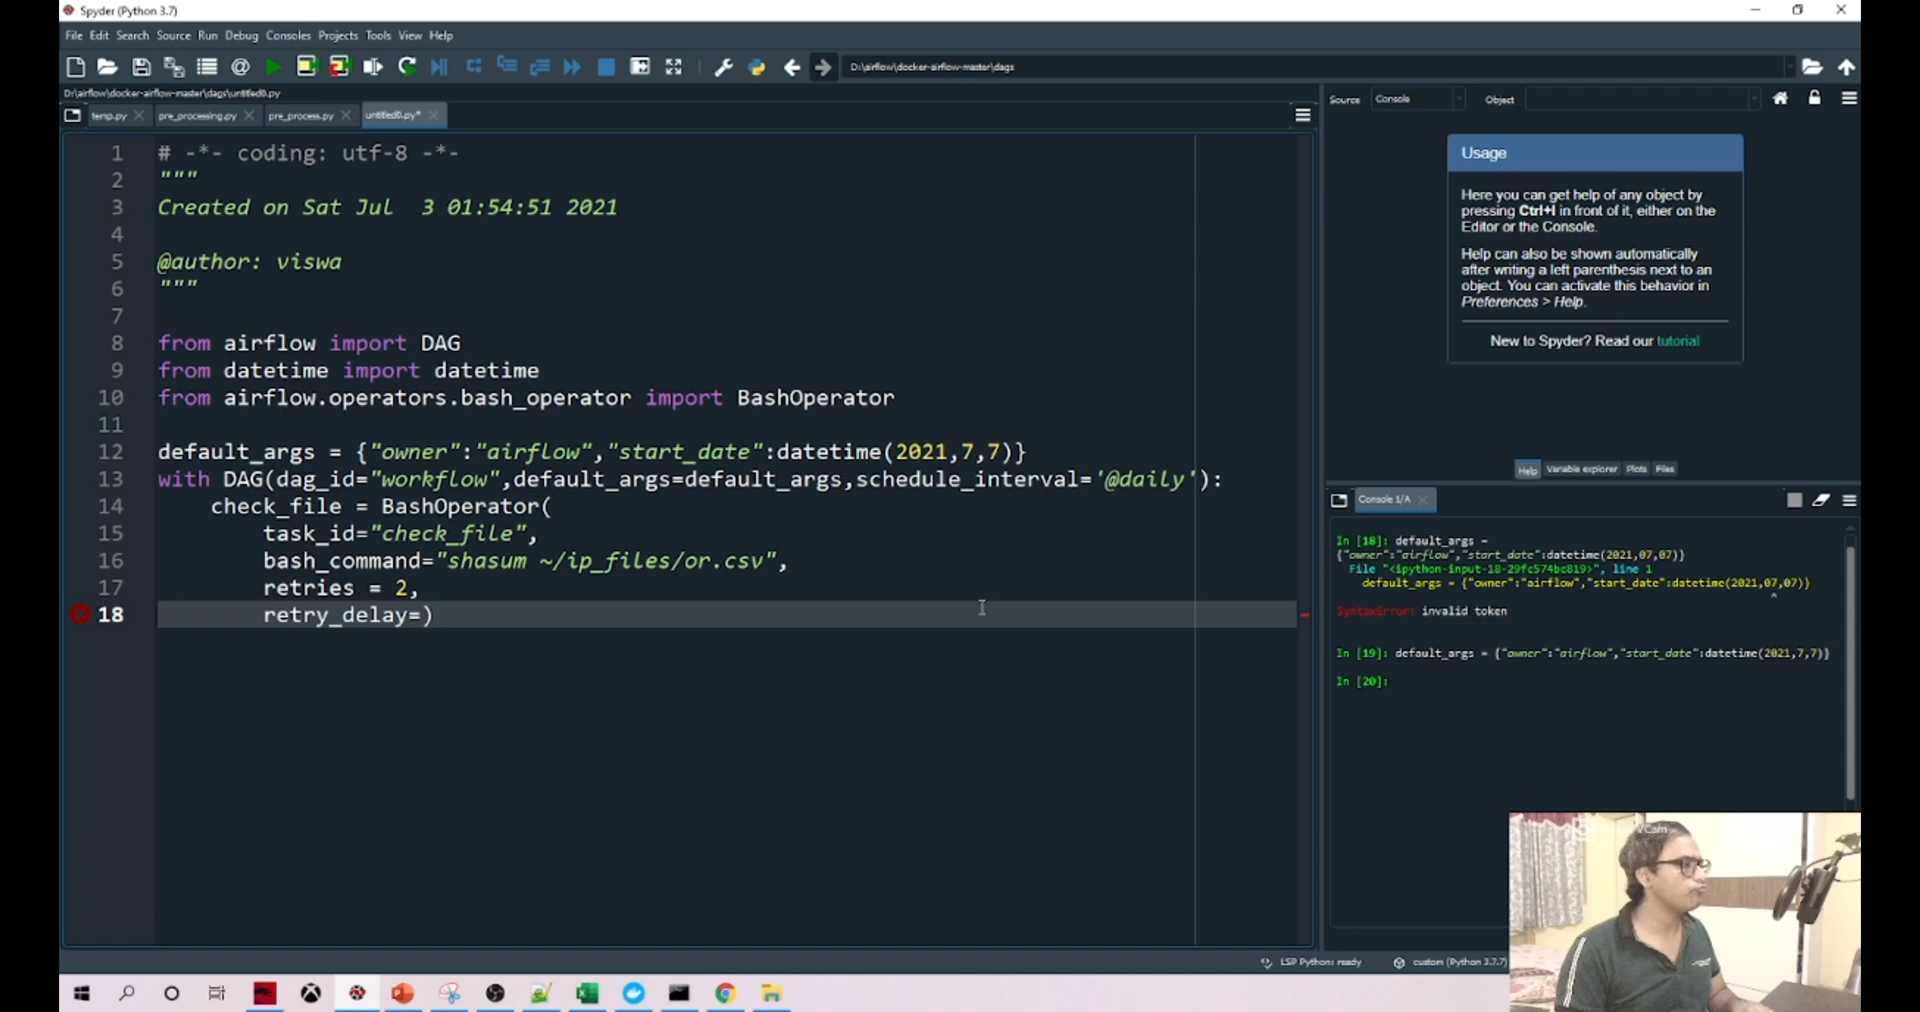 Spyder (Python 3.7)
File Edit Search Source Run Debug Consoles Projects Tools View Help
D:\airflow\docker-airflow-master\dags
D:\airflow\docker-airflow-master\dags\untitled0.py
temp.py pre_processing.py pre_process.py untitled0.py*
1 # -*- coding: utf-8 -*-
2 """
3 Created on Sat Jul  3 01:54:51 2021
4
5 @author: viswa
6 """
7
8 from airflow import DAG
9 from datetime import datetime
10 from airflow.operators.bash_operator import BashOperator
11
12 default_args = {"owner":"airflow","start_date":datetime(2021,7,7)}
13 with DAG(dag_id="workflow",default_args=default_args,schedule_interval='@daily'):
14     check_file = BashOperator(
15         task_id="check_file",
16         bash_command="shasum ~/ip_files/or.csv",
17         retries = 2,
18         retry_delay=)
Source Console Object
Usage
Here you can get help of any object by
pressing Ctrl+I in front of it, either on the
Editor or the Console.
Help can also be shown automatically
after writing a left parenthesis next to an
object. You can activate this behavior in
Preferences > Help.
New to Spyder? Read our tutorial
Help Variable explorer Plots Files
Console 1/A
In [18]: default_args =
{"owner":"airflow","start_date":datetime(2021,07,07)}
File "<ipython-input-18-29fc574bc819>", line 1
default_args = {"owner":"airflow","start_date":datetime(2021,07,07)}
^
SyntaxError: invalid token
In [19]: default_args = {"owner":"airflow","start_date":datetime(2021,7,7)}
In [20]:
VCam
LSP Python: ready custom (Python 3.7.7)